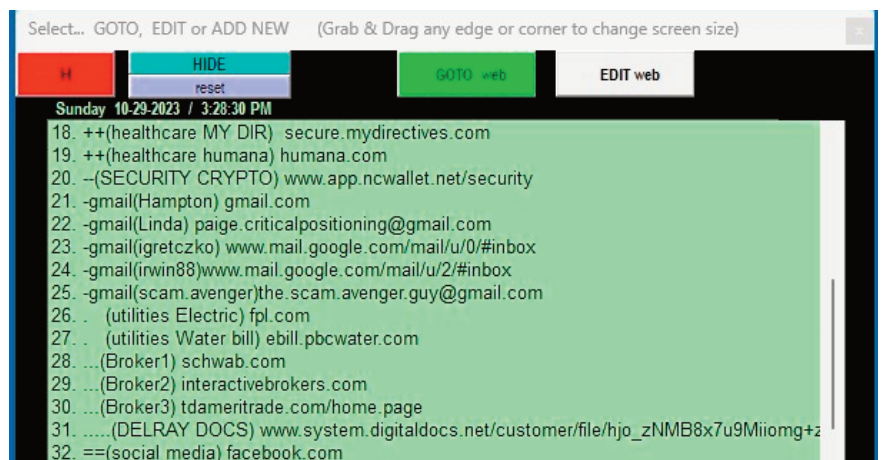 Select... GOTO, EDIT or ADD NEW (Grab & Drag any edge or corner to change screen size)
x
H HIDE GOTO web EDIT web
reset
Sunday 10-29-2023 / 3:28:30 PM
18. ++(healthcare MY DIR) secure.mydirectives.com
19. ++(healthcare humana) humana.com
20. --(SECURITY CRYPTO) www.app.ncwallet.net/security
21. -gmail(Hampton) gmail.com
22. -gmail(Linda) paige.criticalpositioning@gmail.com
23. -gmail(igretczko) www.mail.google.com/mail/u/0/#inbox
24. -gmail(irwin88)www.mail.google.com/mail/u/2/#inbox
25. -gmail(scam.avenger)the.scam.avenger.guy@gmail.com
26. . (utilities Electric) fpl.com
27. . (utilities Water bill) ebill.pbcwater.com
28. ...(Broker1) schwab.com
29. ...(Broker2) interactivebrokers.com
30. ...(Broker3) tdameritrade.com/home.page
31. .....(DELRAY DOCS) www.system.digitaldocs.net/customer/file/hjo_zNMB8x7u9Miiomg+z
32. ==(social media) facebook.com